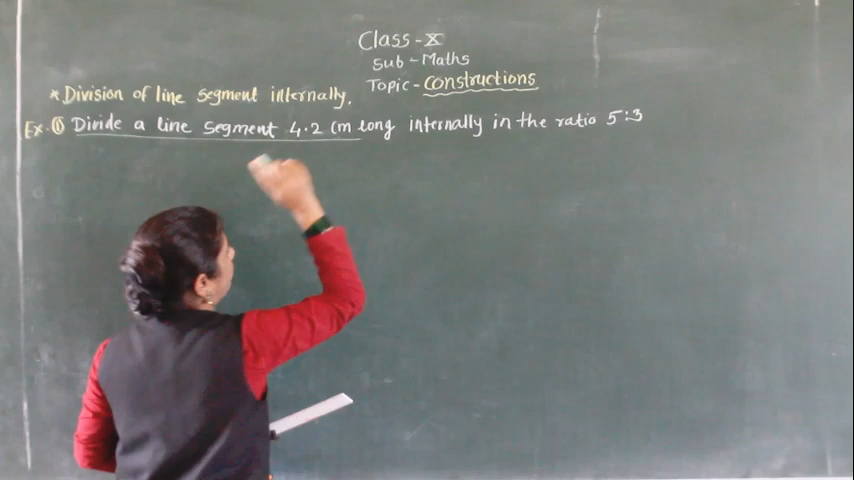 Class - X
Sub - Maths
Topic - Constructions
* Division of line segment internally.
Ex. ① Divide a line segment 4.2 cm long internally in the ratio 5:3